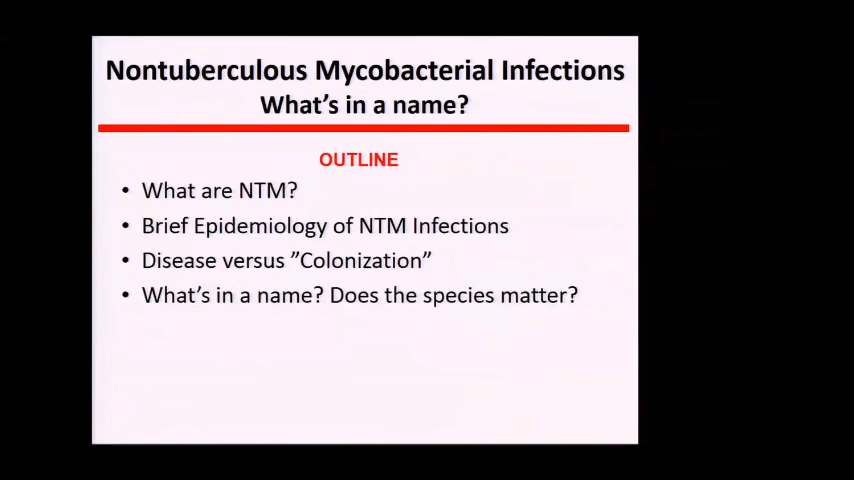 Nontuberculous Mycobacterial Infections
What’s in a name?
OUTLINE
• What are NTM?
• Brief Epidemiology of NTM Infections
• Disease versus ”Colonization”
• What’s in a name? Does the species matter?